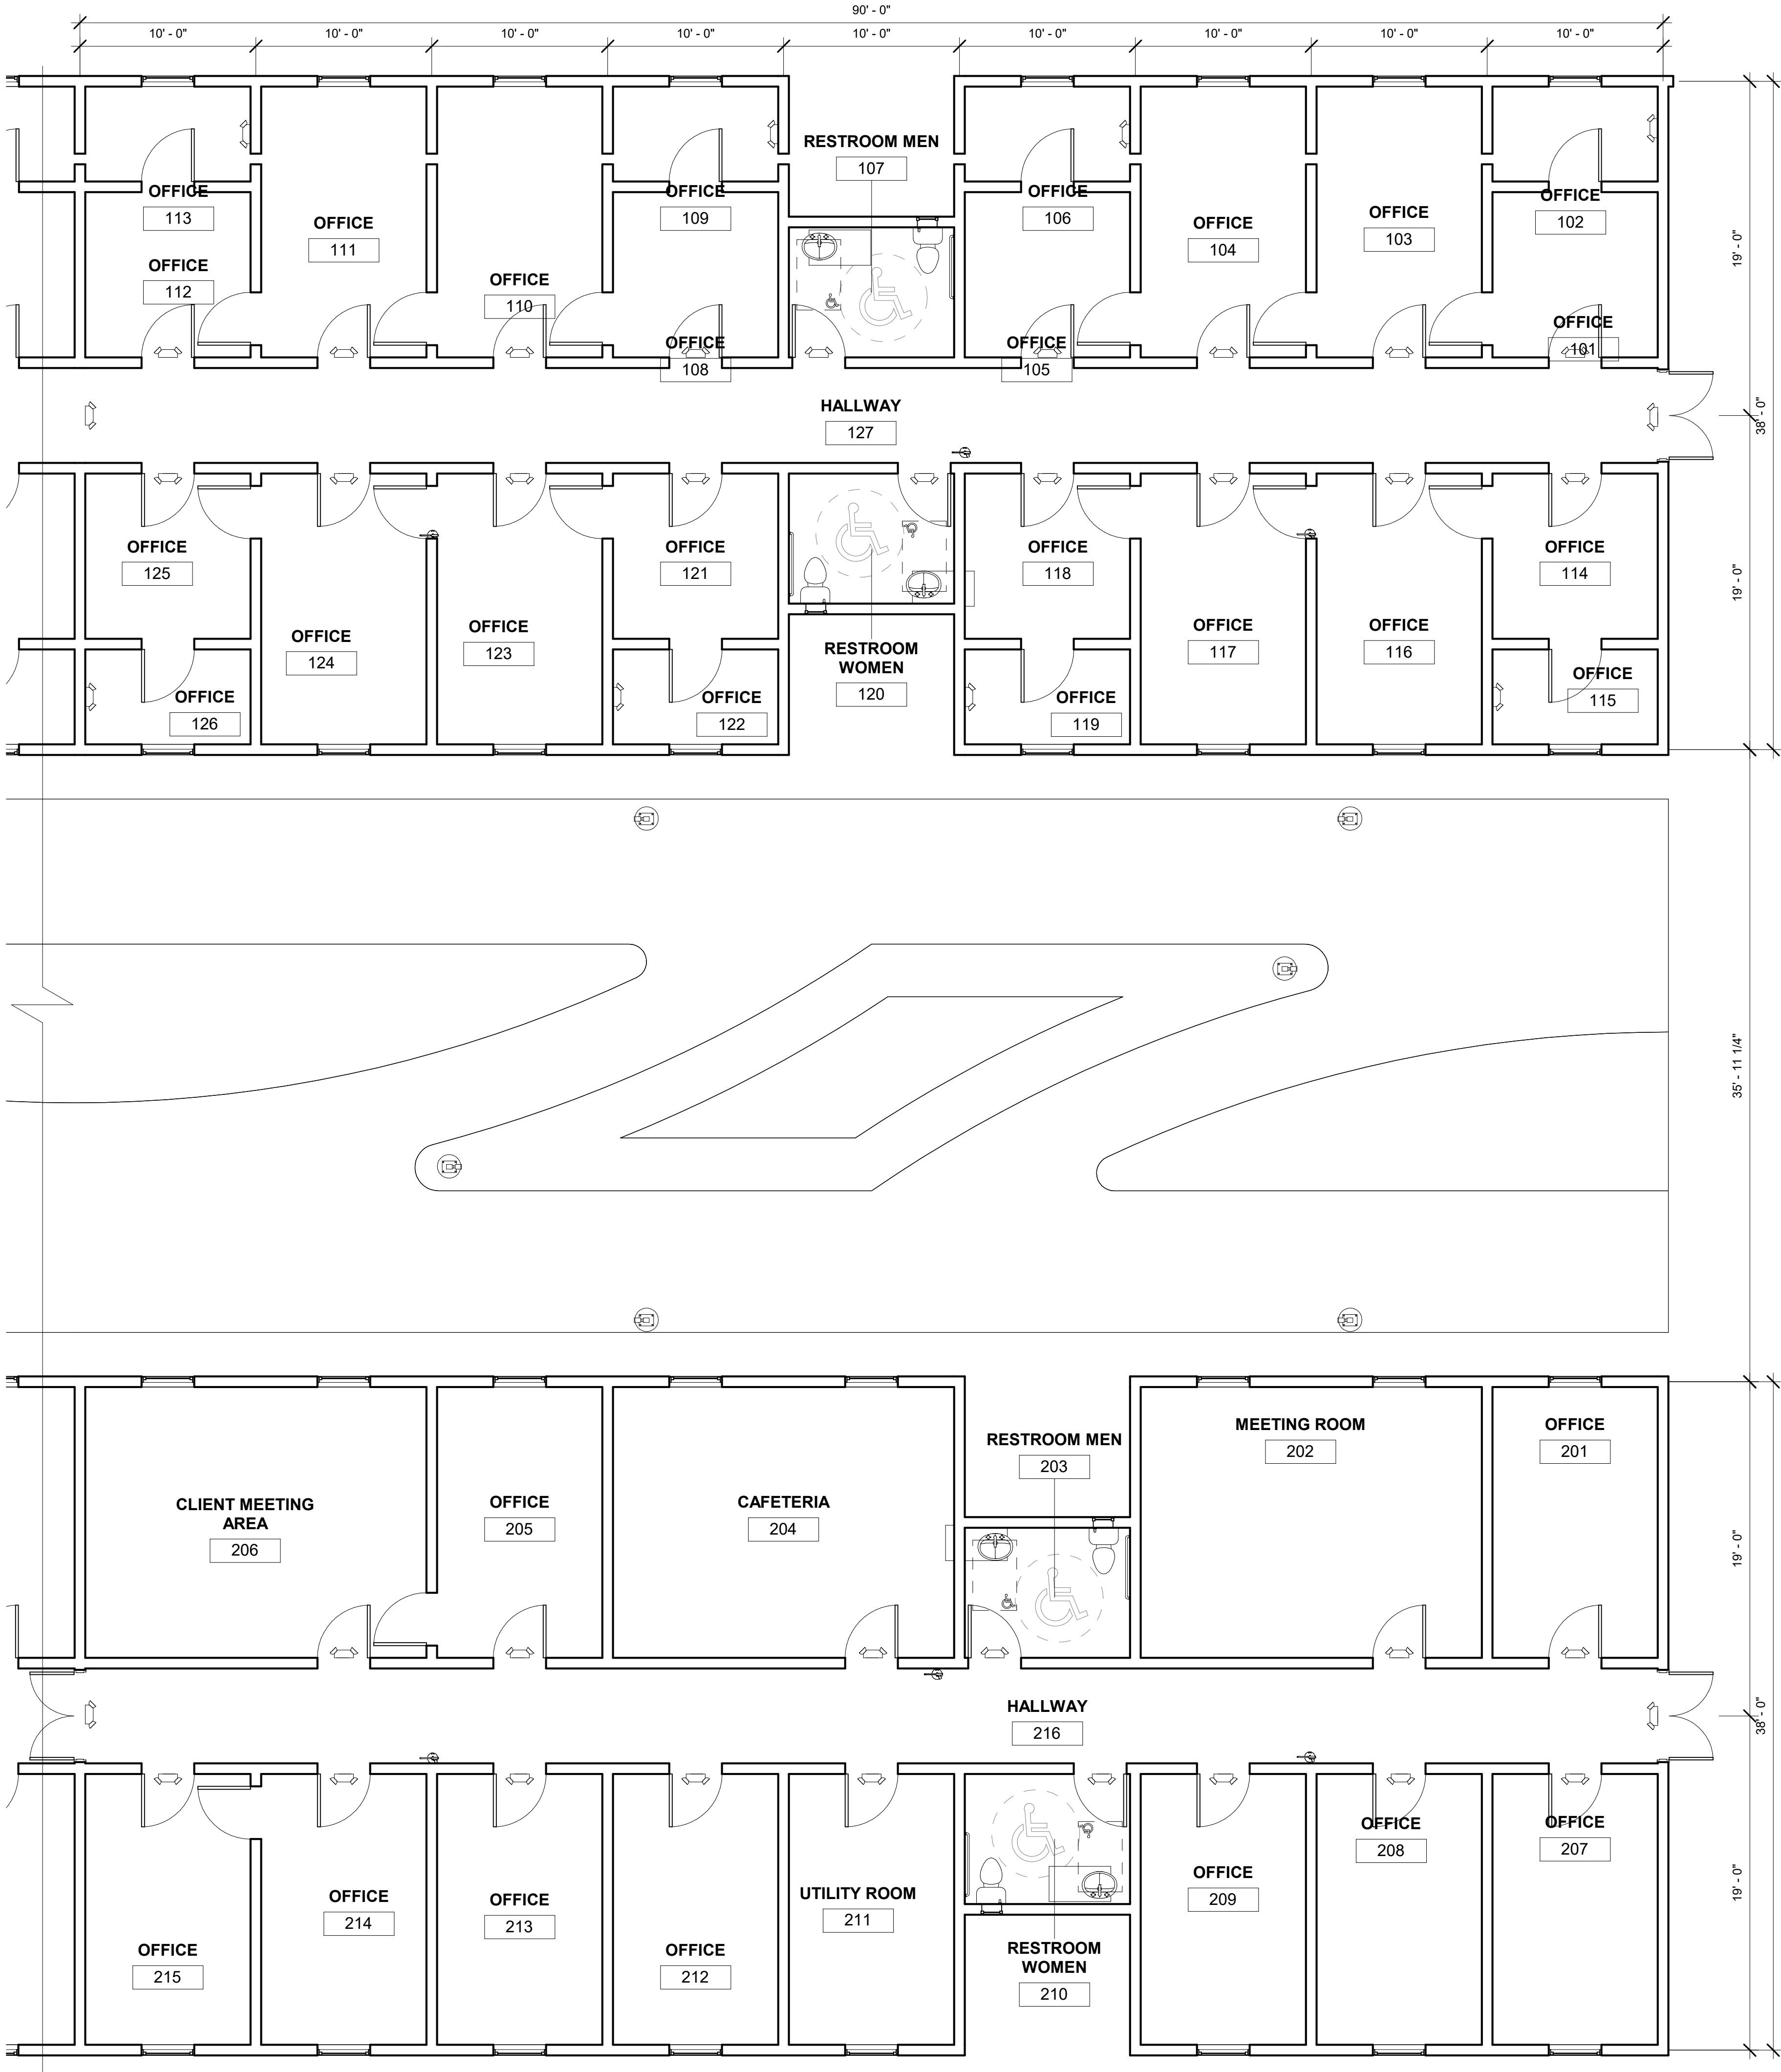 90' - 0"
10' - 0" 10' - 0" 10' - 0" 10' - 0" 10' - 0" 10' - 0" 10' - 0" 10' - 0" 10' - 0"
RESTROOM MEN
107
OFFICE
113
OFFICE
112
OFFICE
111
OFFICE
110
OFFICE
109
OFFICE
108
OFFICE
106
OFFICE
105
OFFICE
104
OFFICE
103
OFFICE
102
OFFICE
101
19' - 0"
38' - 0"
HALLWAY
127
OFFICE
125
OFFICE
126
OFFICE
124
OFFICE
123
OFFICE
121
OFFICE
122
RESTROOM
WOMEN
120
OFFICE
118
OFFICE
119
OFFICE
117
OFFICE
116
OFFICE
114
OFFICE
115
19' - 0"
35' - 11 1/4"
CLIENT MEETING
AREA
206
OFFICE
205
CAFETERIA
204
RESTROOM MEN
203
MEETING ROOM
202
OFFICE
201
19' - 0"
38' - 0"
HALLWAY
216
OFFICE
215
OFFICE
214
OFFICE
213
OFFICE
212
UTILITY ROOM
211
RESTROOM
WOMEN
210
OFFICE
209
OFFICE
208
OFFICE
207
19' - 0"